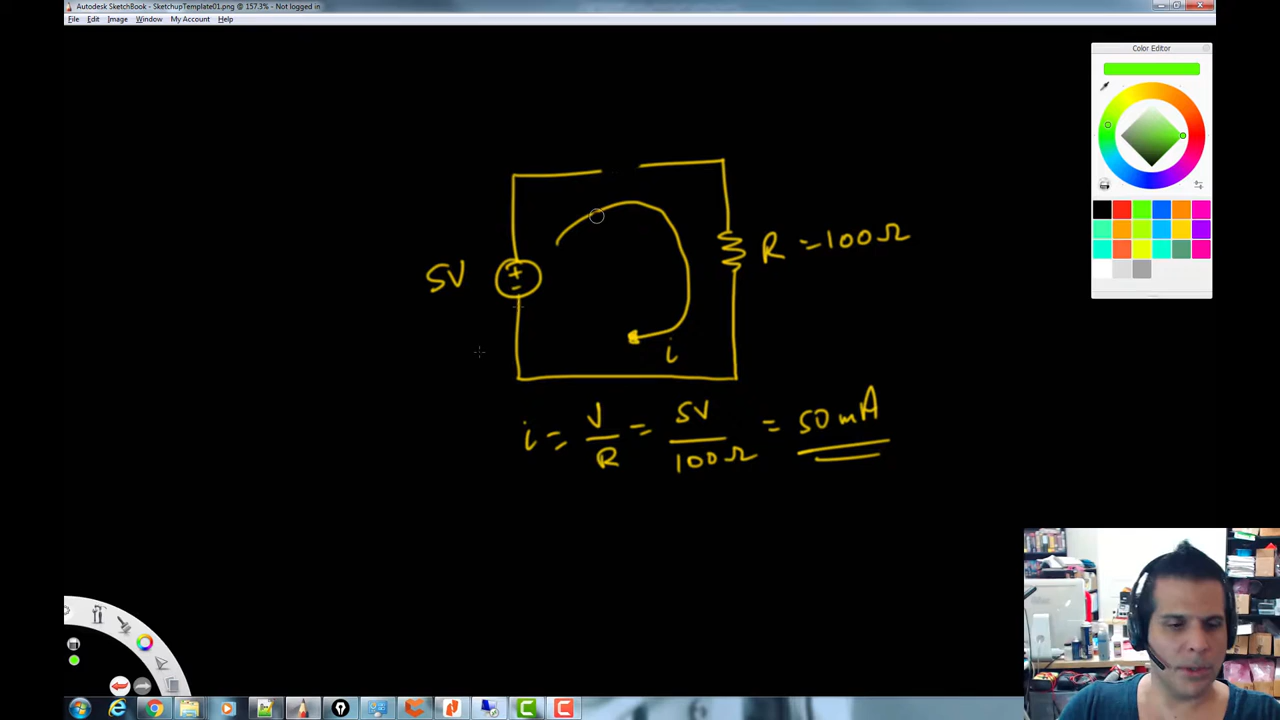 Autodesk SketchBook - SketchupTemplate01.png @ 157.3% - Not logged in
File Edit Image Window My Account Help
Color Editor
5V
+
-
R = 100Ω
i
i = V/R = 5V/100Ω = 50mA